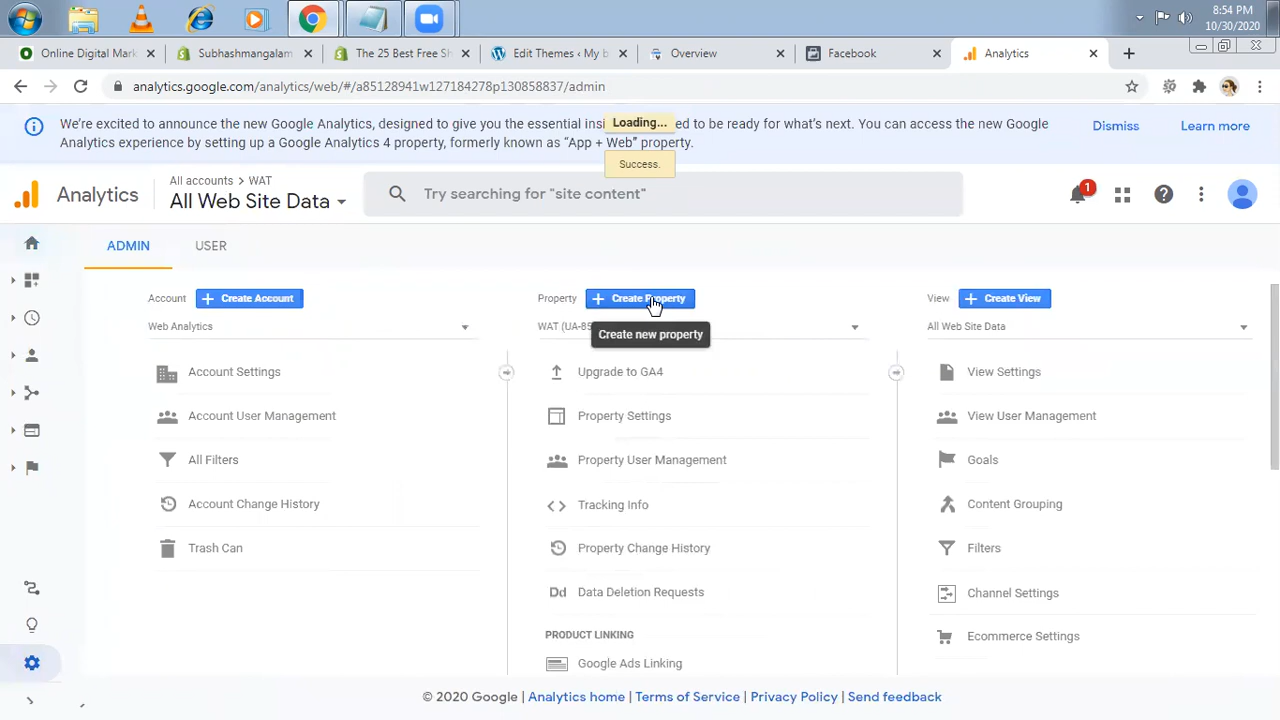 8:54 PM
10/30/2020
Online Digital Mark
Subhashmangalam
The 25 Best Free Sh
Edit Themes ‹ My b
Overview
Facebook
Analytics
analytics.google.com/analytics/web/#/a85128941w127184278p130858837/admin
We're excited to announce the new Google Analytics, designed to give you the essential insi ed to be ready for what's next. You can access the new Google
Analytics experience by setting up a Google Analytics 4 property, formerly known as "App + Web" property.
Loading...
Success.
Dismiss
Learn more
Analytics
All accounts > WAT
All Web Site Data
Try searching for "site content"
1
ADMIN
USER
Account
+ Create Account
Property
+ Create Property
View
+ Create View
Web Analytics
WAT (UA-85
All Web Site Data
Create new property
Account Settings
Account User Management
All Filters
Account Change History
Trash Can
Upgrade to GA4
Property Settings
Property User Management
Tracking Info
Property Change History
Dd Data Deletion Requests
PRODUCT LINKING
Google Ads Linking
View Settings
View User Management
Goals
Content Grouping
Filters
Channel Settings
Ecommerce Settings
© 2020 Google | Analytics home | Terms of Service | Privacy Policy | Send feedback